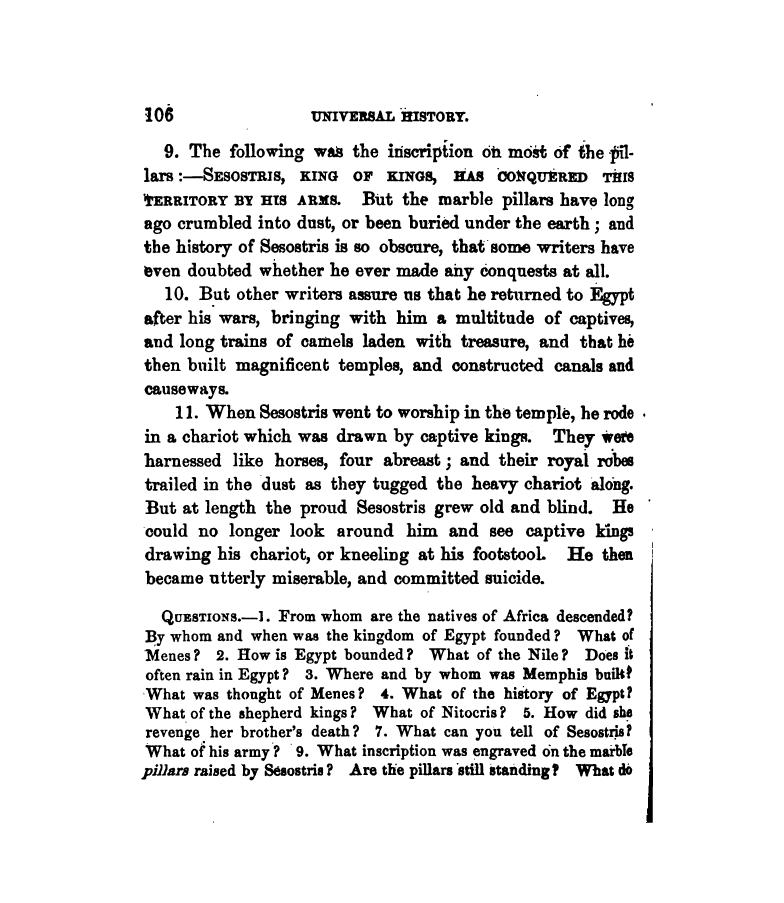 106 UNIVERSAL HISTORY.
9. The following was the inscription on most of the pil-
lars:—SESOSTRIS, KING OF KINGS, HAS CONQUERED THIS
TERRITORY BY HIS ARMS. But the marble pillars have long
ago crumbled into dust, or been buried under the earth; and
the history of Sesostris is so obscure, that some writers have
even doubted whether he ever made any conquests at all.
10. But other writers assure us that he returned to Egypt
after his wars, bringing with him a multitude of captives,
and long trains of camels laden with treasure, and that he
then built magnificent temples, and constructed canals and
causeways.
11. When Sesostris went to worship in the temple, he rode
in a chariot which was drawn by captive kings. They were
harnessed like horses, four abreast; and their royal robes
trailed in the dust as they tugged the heavy chariot along.
But at length the proud Sesostris grew old and blind. He
could no longer look around him and see captive kings
drawing his chariot, or kneeling at his footstool. He then
became utterly miserable, and committed suicide.
QUESTIONS.—1. From whom are the natives of Africa descended?
By whom and when was the kingdom of Egypt founded? What of
Menes? 2. How is Egypt bounded? What of the Nile? Does it
often rain in Egypt? 3. Where and by whom was Memphis built?
What was thought of Menes? 4. What of the history of Egypt?
What of the shepherd kings? What of Nitocris? 5. How did she
revenge her brother's death? 7. What can you tell of Sesostris?
What of his army? 9. What inscription was engraved on the marble
pillars raised by Sesostris? Are the pillars still standing? What do